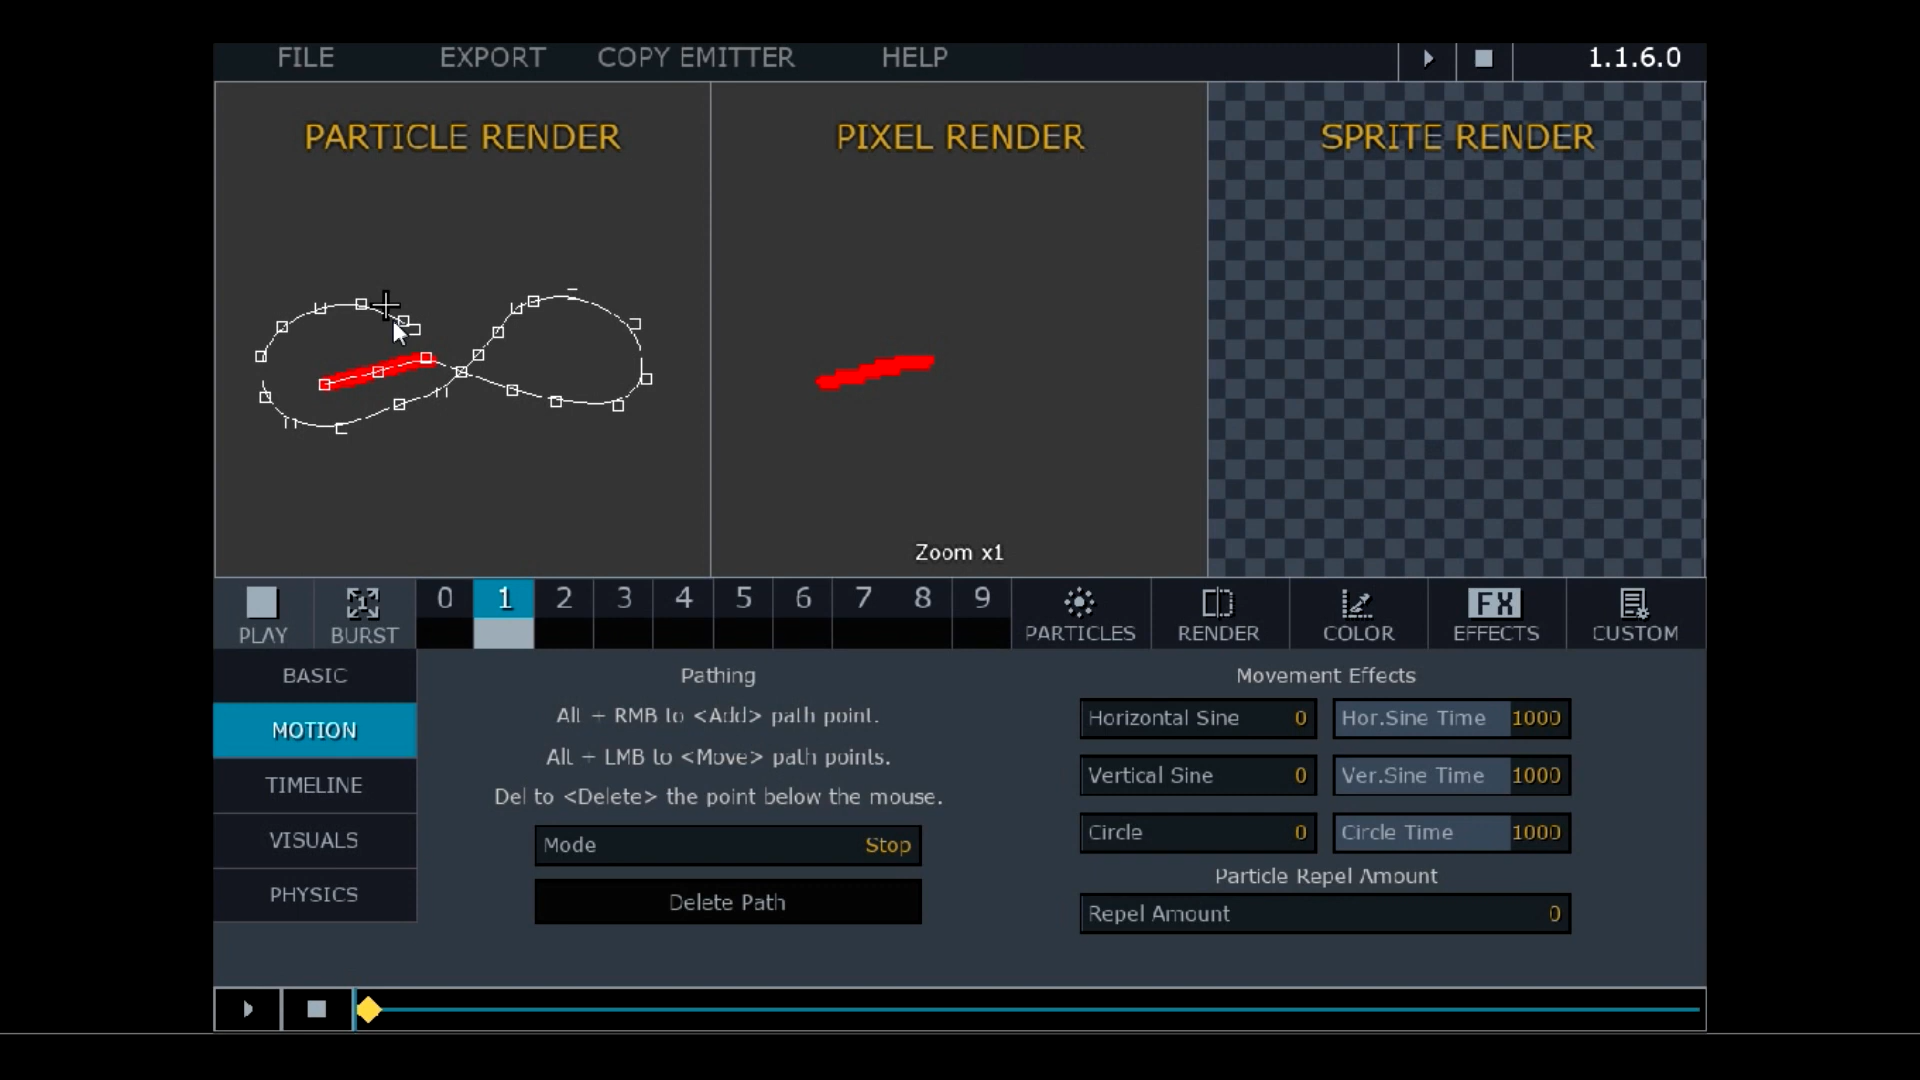 FILE EXPORT COPY EMITTER HELP 1.1.6.0
PARTICLE RENDER PIXEL RENDER SPRITE RENDER
Zoom x1
PLAY 1 BURST 0 1 2 3 4 5 6 7 8 9 PARTICLES RENDER COLOR FX EFFECTS CUSTOM
BASIC
MOTION
TIMELINE
VISUALS
PHYSICS
Pathing
Alt + RMB to <Add> path point.
Alt + LMB to <Move> path points.
Del to <Delete> the point below the mouse.
Mode Stop
Delete Path
Movement Effects
Horizontal Sine 0 Hor.Sine Time 1000
Vertical Sine 0 Ver.Sine Time 1000
Circle 0 Circle Time 1000
Particle Repel Amount
Repel Amount 0